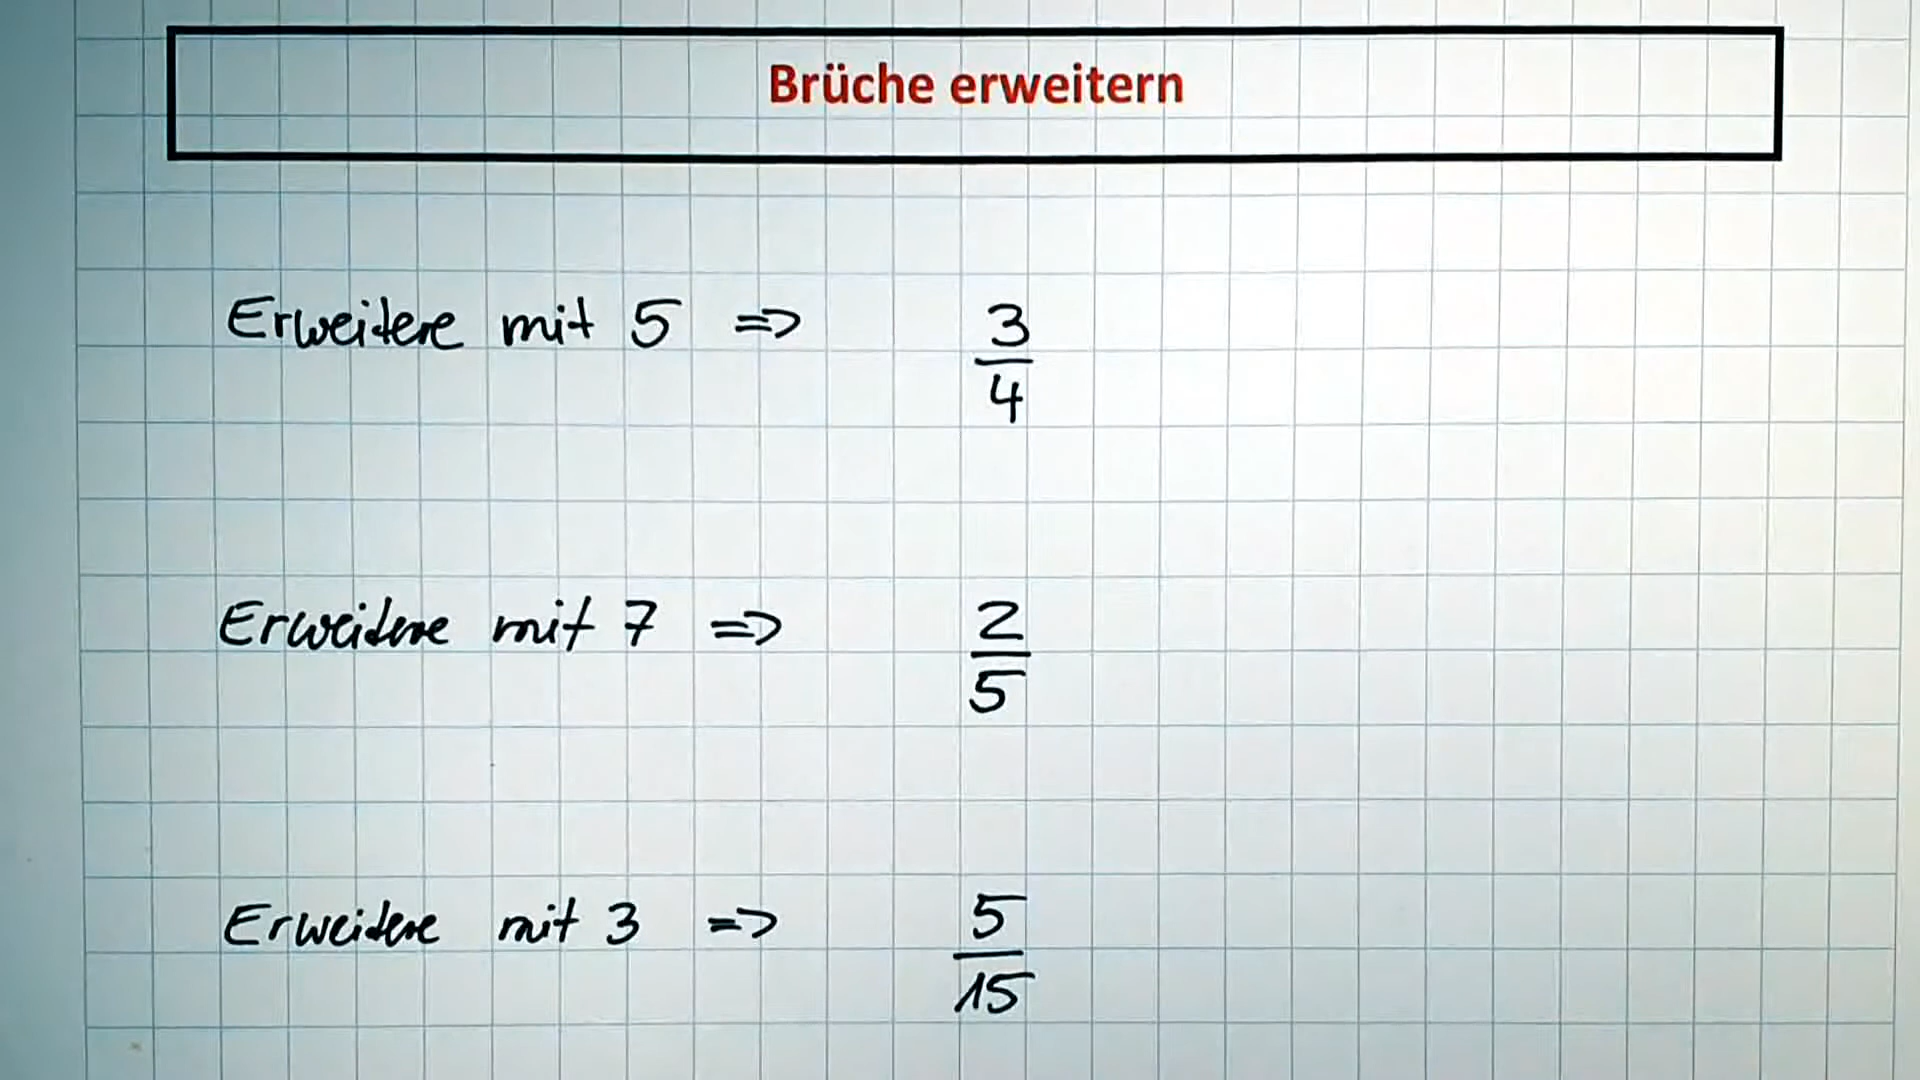 Brüche erweitern
Erweitere mit 5 => 3/4
Erweitere mit 7 => 2/5
Erweitere mit 3 => 5/15